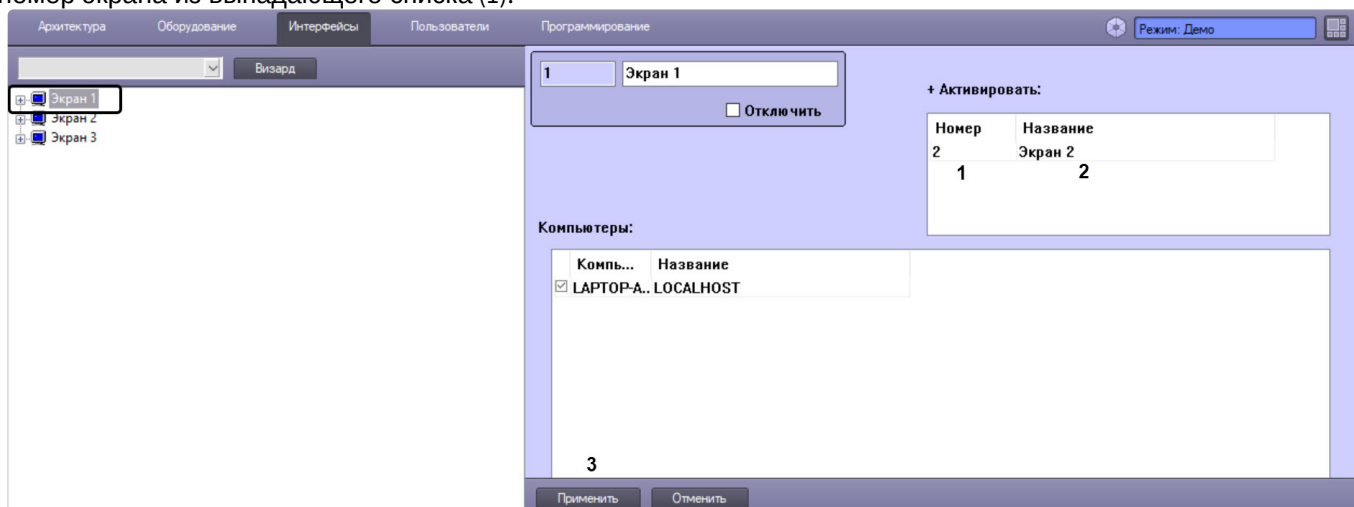 номер экрана из выпадающего списка (1).
Архитектура Оборудование Интерфейсы Пользователи Программирование Режим: Демо
Визард
Экран 1
Экран 2
Экран 3
1 Экран 1
Отключить
+ Активировать:
Номер Название
2 Экран 2
1 2
Компьютеры:
Компь... Название
LAPTOP-A.. LOCALHOST
3
Применить Отменить